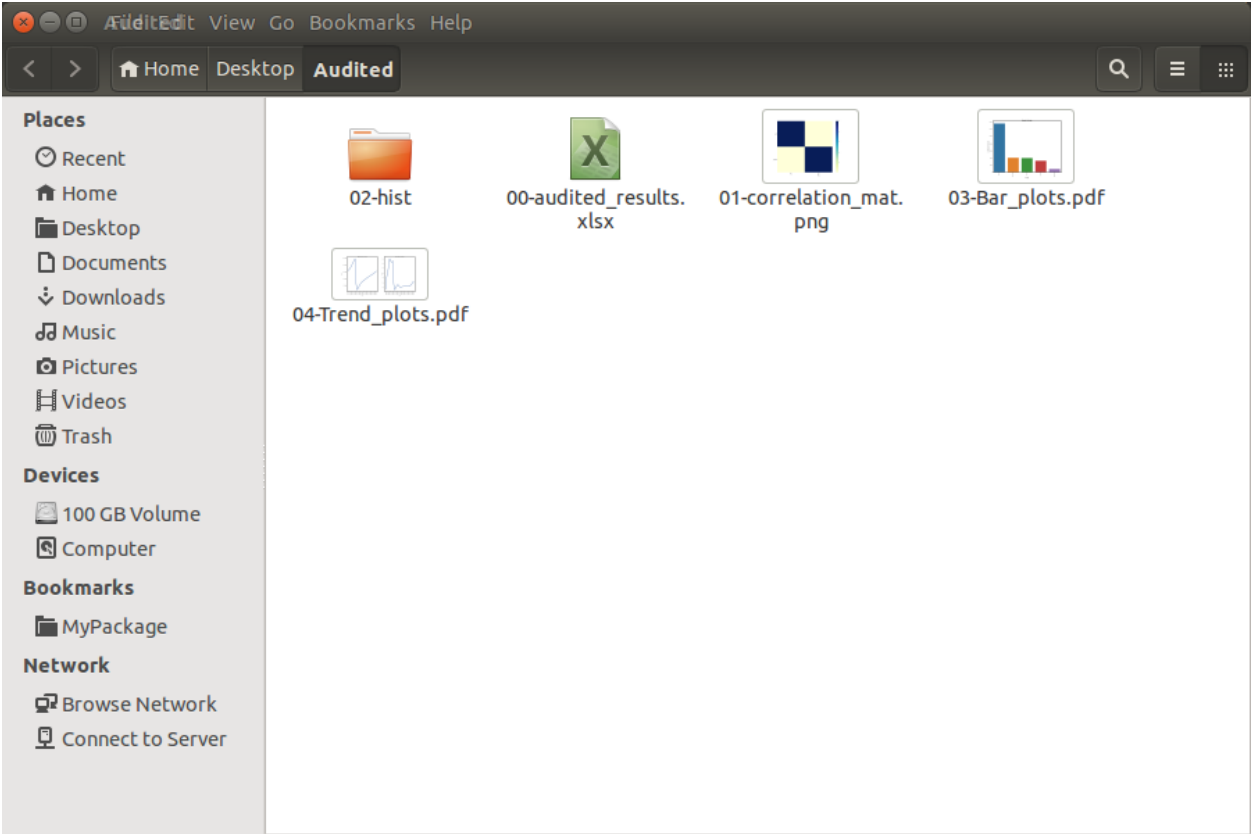 Audited File Edit View Go Bookmarks Help
Home Desktop Audited
Places
Recent
Home
Desktop
Documents
Downloads
Music
Pictures
Videos
Trash
Devices
100 GB Volume
Computer
Bookmarks
MyPackage
Network
Browse Network
Connect to Server
02-hist
00-audited_results.
xlsx
01-correlation_mat.
png
03-Bar_plots.pdf
04-Trend_plots.pdf